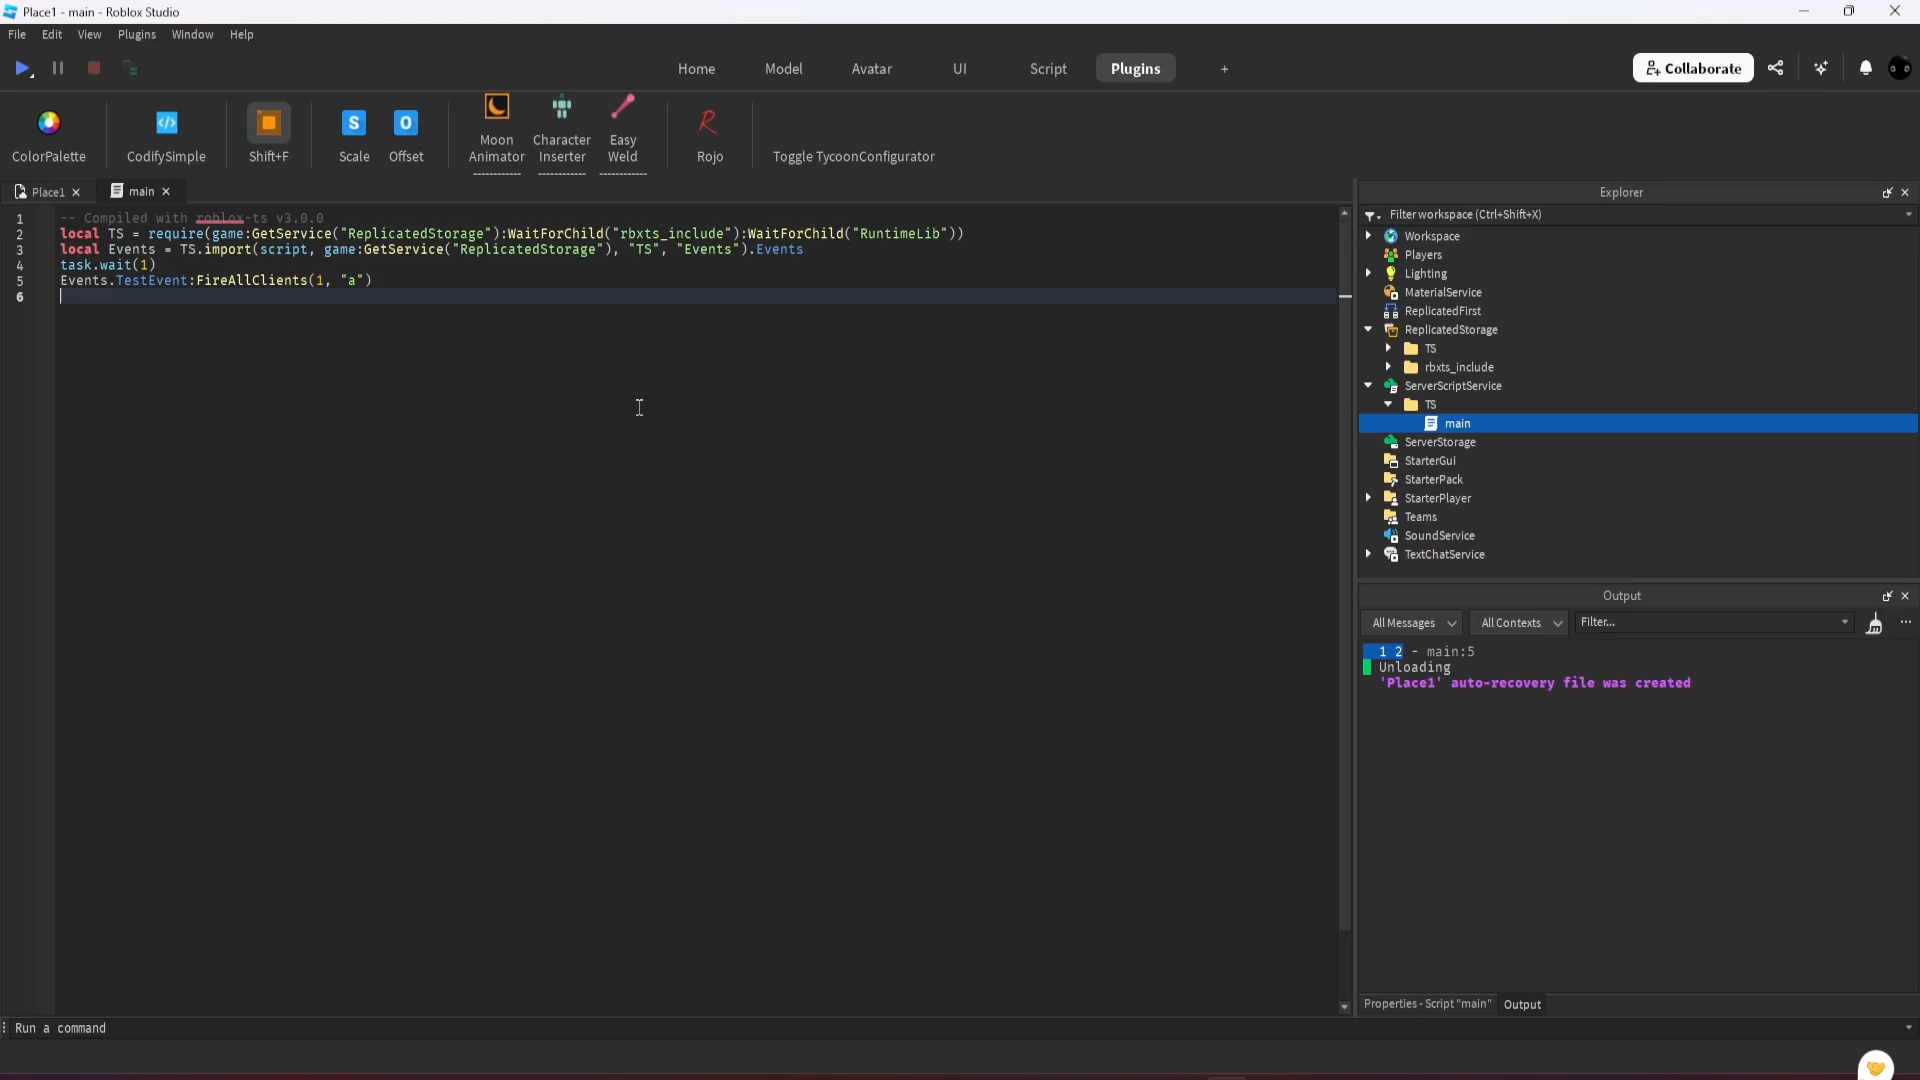 Place1 - main - Roblox Studio
File Edit View Plugins Window Help
Home Model Avatar UI Script Plugins +
Collaborate
ColorPalette
CodifySimple
Shift+F
S
Scale
O
Offset
Moon Animator
Character Inserter
Easy Weld
Rojo
Toggle TycoonConfigurator
Place1
main
1 -- Compiled with roblox-ts v3.0.0
2 local TS = require(game:GetService("ReplicatedStorage"):WaitForChild("rbxts_include"):WaitForChild("RuntimeLib"))
3 local Events = TS.import(script, game:GetService("ReplicatedStorage"), "TS", "Events").Events
4 task.wait(1)
5 Events.TestEvent:FireAllClients(1, "a")
6
Explorer
Filter workspace (Ctrl+Shift+X)
Workspace
Players
Lighting
MaterialService
ReplicatedFirst
ReplicatedStorage
TS
rbxts_include
ServerScriptService
TS
main
ServerStorage
StarterGui
StarterPack
StarterPlayer
Teams
SoundService
TextChatService
Output
All Messages All Contexts Filter...
1 2 - main:5
Unloading
'Place1' auto-recovery file was created
Properties - Script "main" Output
Run a command